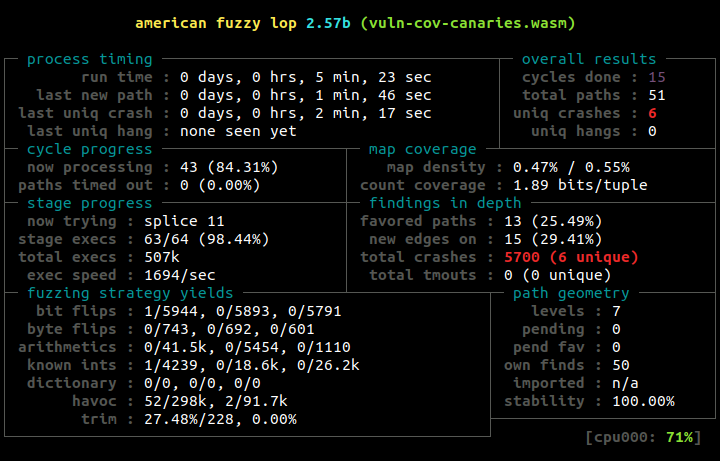 american fuzzy lop 2.57b (vuln-cov-canaries.wasm)
process timing overall results
run time : 0 days, 0 hrs, 5 min, 23 sec cycles done : 15
last new path : 0 days, 0 hrs, 1 min, 46 sec total paths : 51
last uniq crash : 0 days, 0 hrs, 2 min, 17 sec uniq crashes : 6
last uniq hang : none seen yet uniq hangs : 0
cycle progress map coverage
now processing : 43 (84.31%) map density : 0.47% / 0.55%
paths timed out : 0 (0.00%) count coverage : 1.89 bits/tuple
stage progress findings in depth
now trying : splice 11 favored paths : 13 (25.49%)
stage execs : 63/64 (98.44%) new edges on : 15 (29.41%)
total execs : 507k total crashes : 5700 (6 unique)
exec speed : 1694/sec total tmouts : 0 (0 unique)
fuzzing strategy yields path geometry
bit flips : 1/5944, 0/5893, 0/5791 levels : 7
byte flips : 0/743, 0/692, 0/601 pending : 0
arithmetics : 0/41.5k, 0/5454, 0/1110 pend fav : 0
known ints : 1/4239, 0/18.6k, 0/26.2k own finds : 50
dictionary : 0/0, 0/0, 0/0 imported : n/a
havoc : 52/298k, 2/91.7k stability : 100.00%
trim : 27.48%/228, 0.00%
[cpu000: 71%]